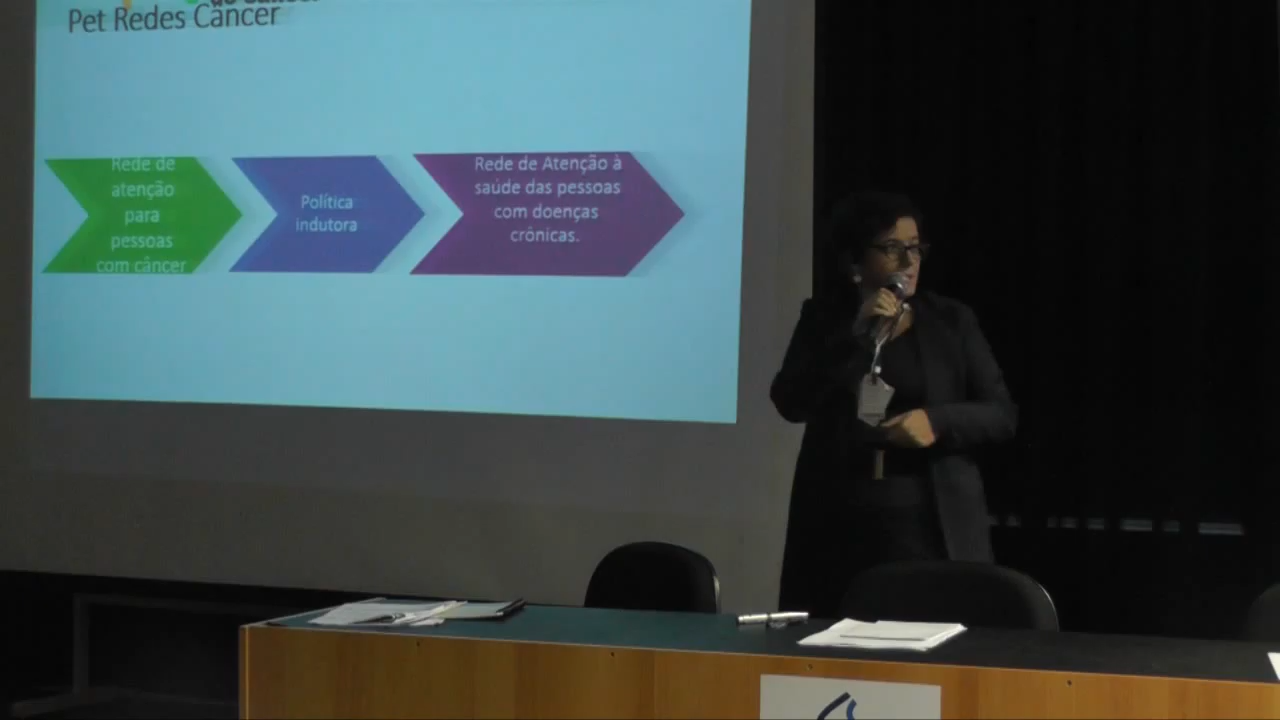 Pet Redes Câncer
Rede de
atenção
para
pessoas
com câncer
Política
indutora
Rede de Atenção à
saúde das pessoas
com doenças
crônicas.